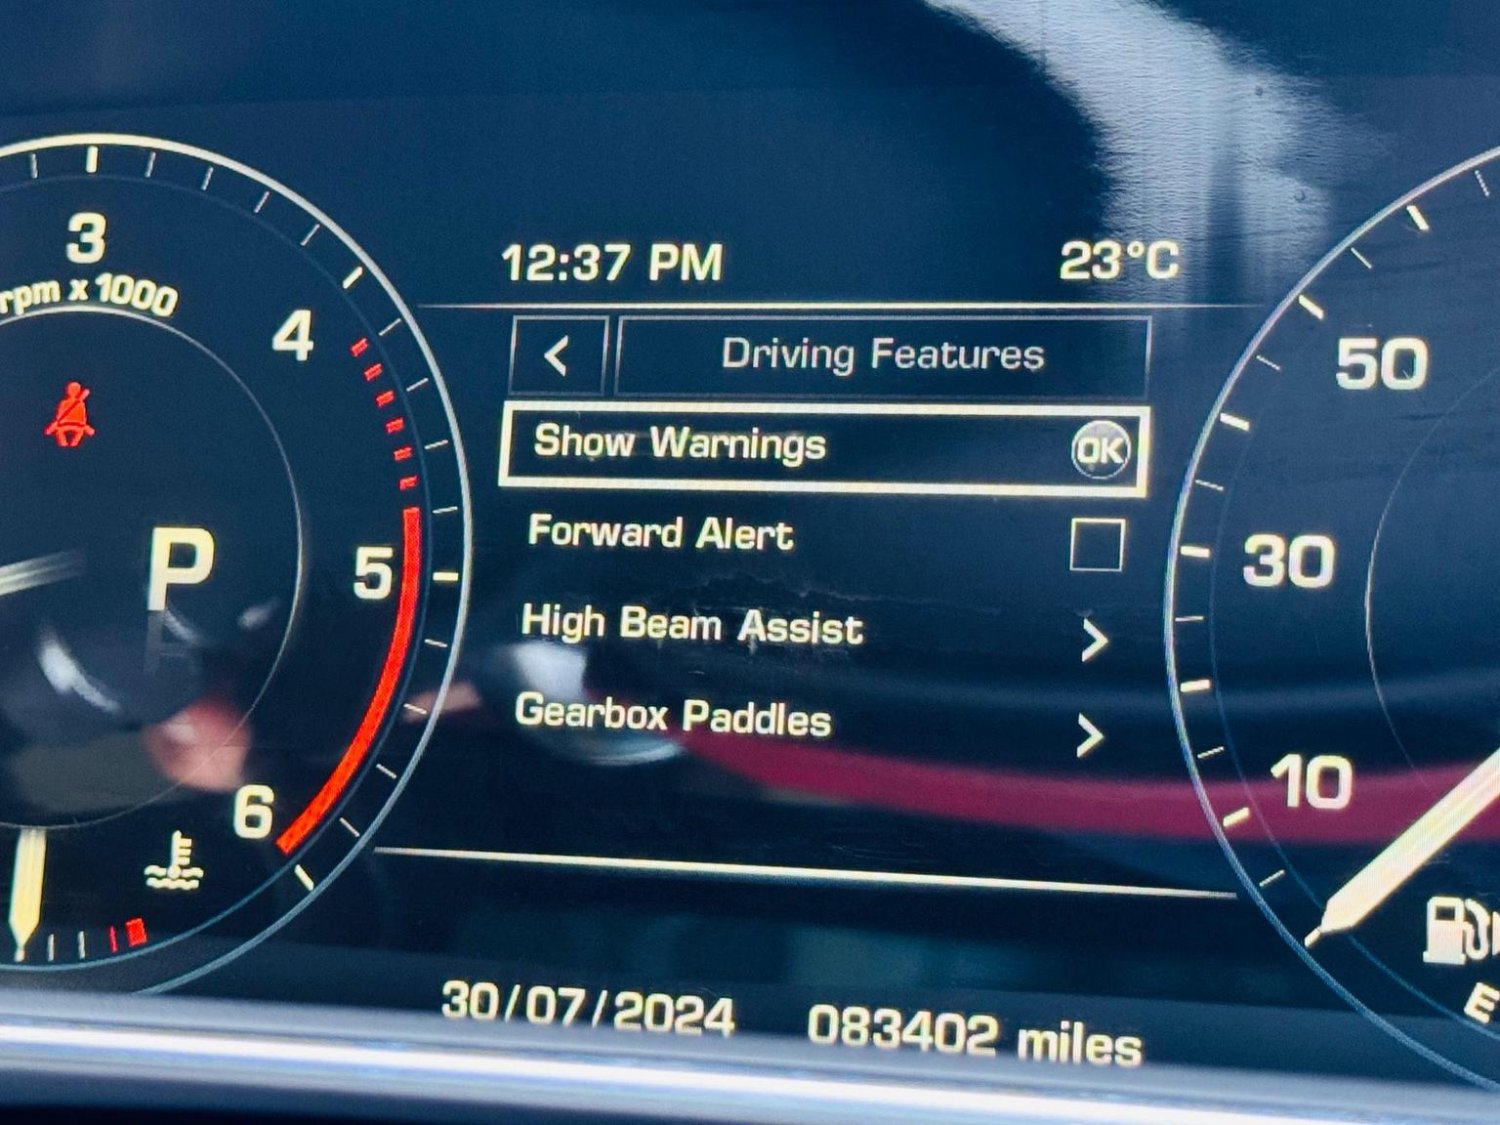 12:37 PM 23°C
3
rpm x 1000
4
Driving Features
50
Show Warnings OK
Forward Alert
P
5
30
High Beam Assist
Gearbox Paddles
6
10
E
30/07/2024 083402 miles